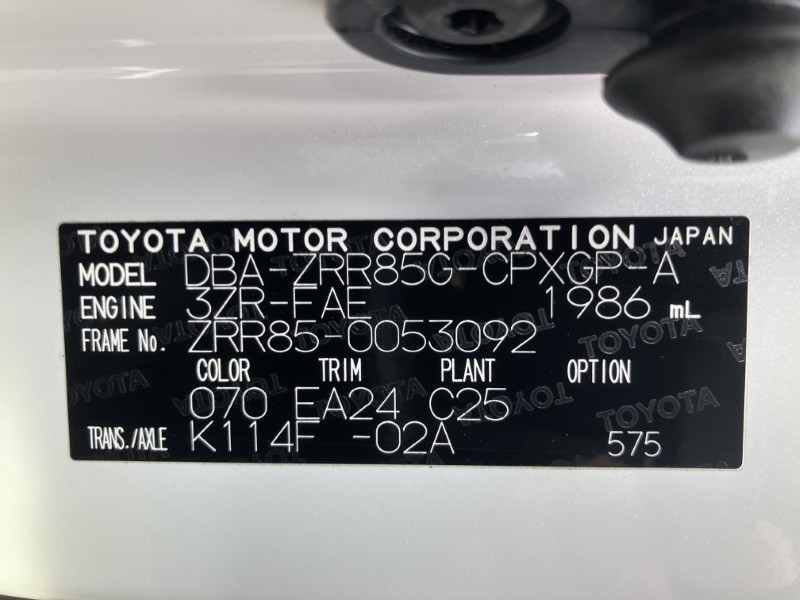 TOYOTA MOTOR CORPORATION JAPAN
MODEL DBA-ZRR85G-CPXGP-A
ENGINE 3ZR-FAE 1986 mL
FRAME No. ZRR85-0053092
COLOR TRIM PLANT OPTION
070 EA24 C25
TRANS./AXLE K114F -02A 575